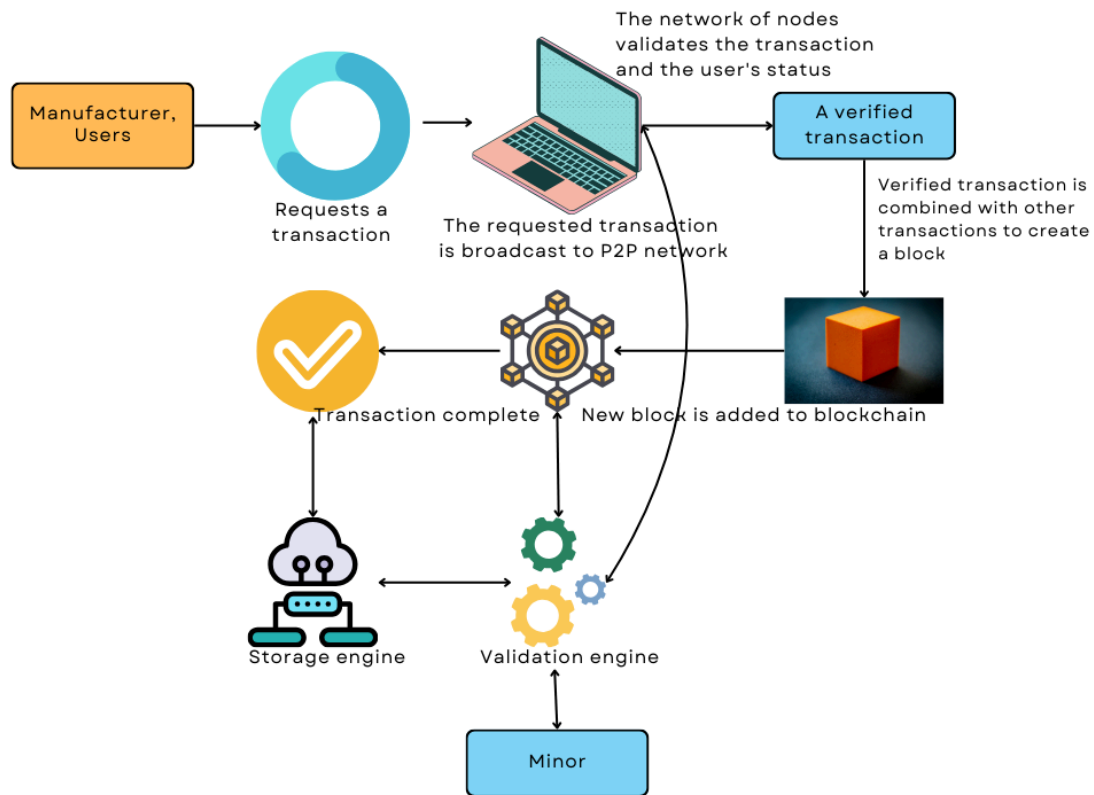 Manufacturer,
Users
Requests a
transaction
The requested transaction
is broadcast to P2P network
The network of nodes
validates the transaction
and the user's status
A verified
transaction
Verified transaction is
combined with other
transactions to create
a block
New block is added to blockchain
Transaction complete
Storage engine
Validation engine
Minor